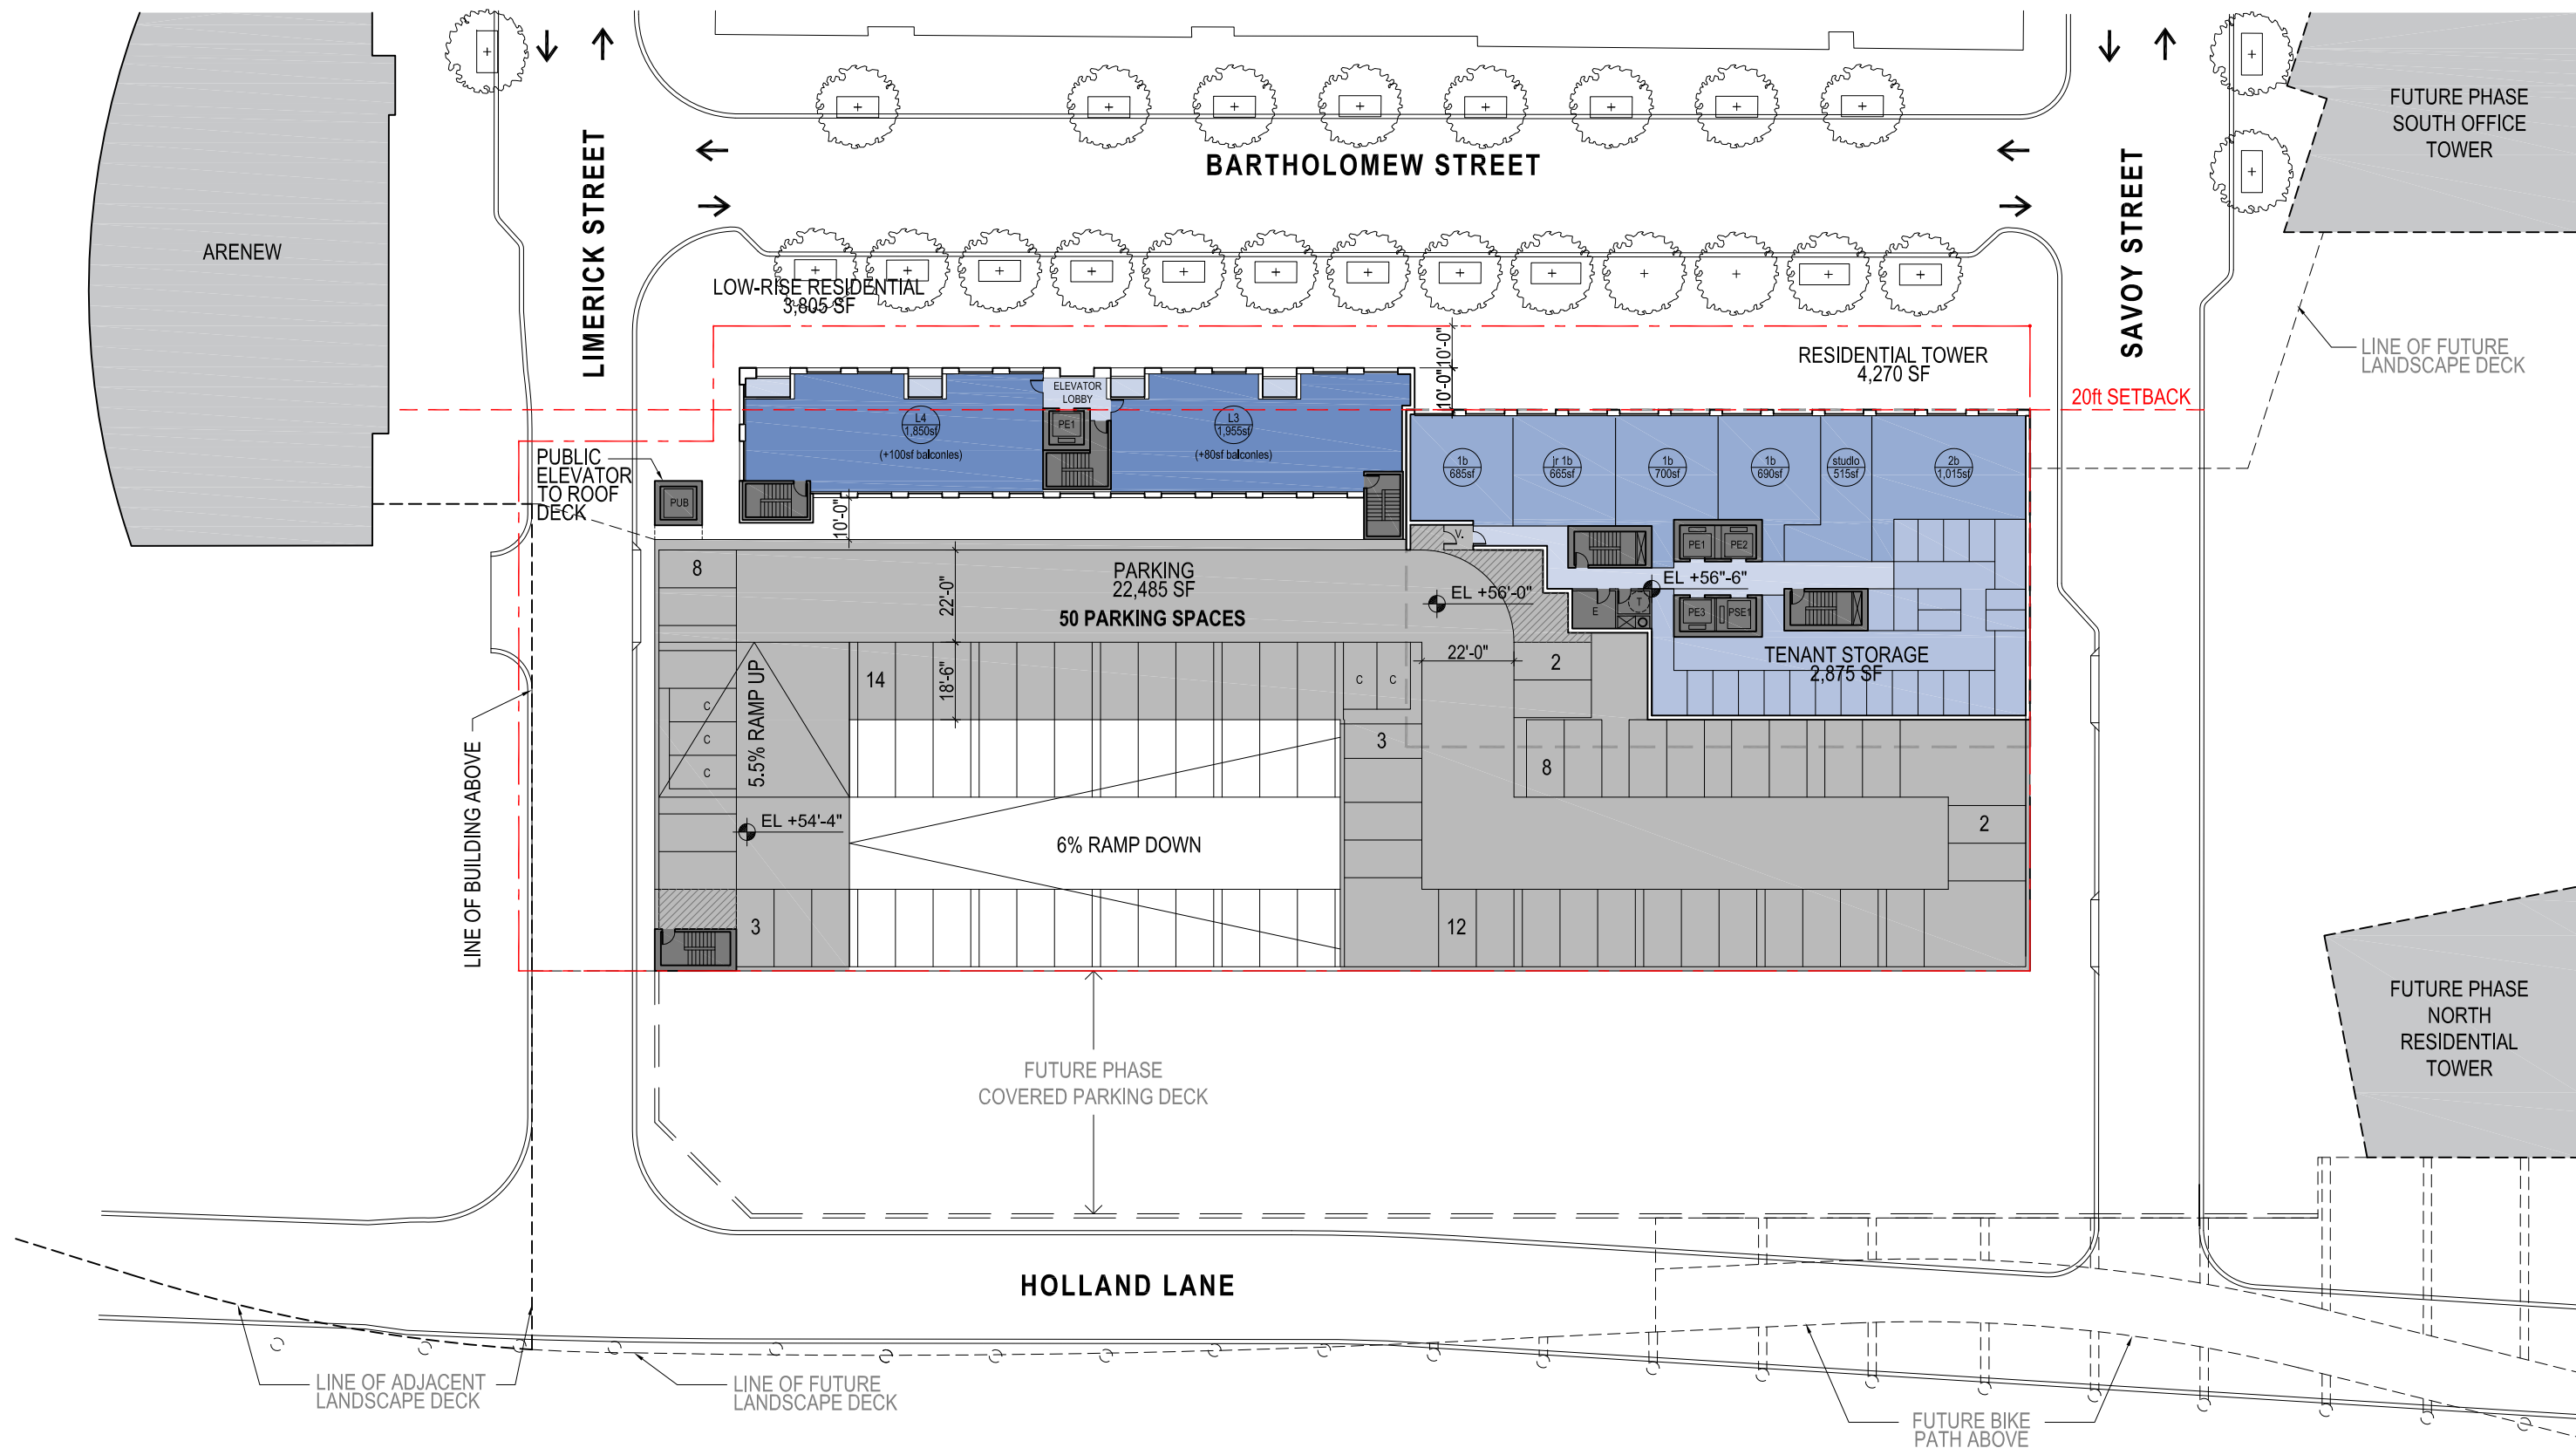 BARTHOLOMEW STREET
LIMERICK STREET
SAVOY STREET
HOLLAND LANE
ARENEW
FUTURE PHASE
SOUTH OFFICE
TOWER
LINE OF FUTURE
LANDSCAPE DECK
20ft SETBACK
LOW-RISE RESIDENTIAL
3,805 SF
RESIDENTIAL TOWER
4,270 SF
10'-0"
10'-0"
ELEVATOR
LOBBY
PE1
L4
1,850sf
(+100sf balconies)
L3
1,955sf
(+80sf balconies)
1b
685sf
jr 1b
665sf
1b
700sf
1b
690sf
studio
515sf
2b
1,015sf
PUBLIC
ELEVATOR
TO ROOF
DECK
PUB
10'-0"
V.
PE1
PE2
PE3
PSE1
E
T
EL +56"-6"
EL +56'-0"
8
PARKING
22,485 SF
50 PARKING SPACES
22'-0"
18'-6"
22'-0"
2
14
C
C
C
C
C
TENANT STORAGE
2,875 SF
5.5% RAMP UP
3
8
2
EL +54'-4"
6% RAMP DOWN
3
12
LINE OF BUILDING ABOVE
FUTURE PHASE
COVERED PARKING DECK
FUTURE PHASE
NORTH
RESIDENTIAL
TOWER
LINE OF ADJACENT
LANDSCAPE DECK
LINE OF FUTURE
LANDSCAPE DECK
FUTURE BIKE
PATH ABOVE